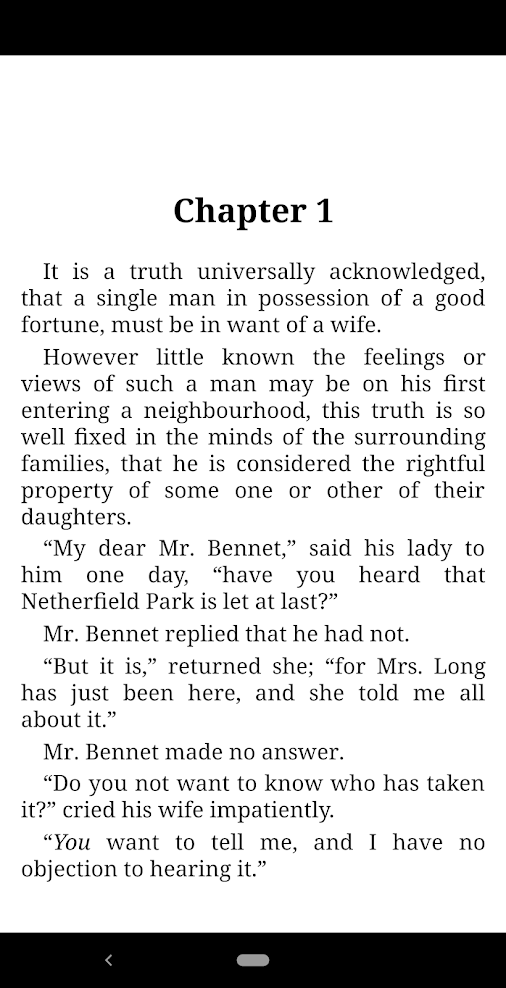 Chapter 1
It is a truth universally acknowledged,
that a single man in possession of a good
fortune, must be in want of a wife.
However little known the feelings or
views of such a man may be on his first
entering a neighbourhood, this truth is so
well fixed in the minds of the surrounding
families, that he is considered the rightful
property of some one or other of their
daughters.
“My dear Mr. Bennet,” said his lady to
him one day, “have you heard that
Netherfield Park is let at last?”
Mr. Bennet replied that he had not.
“But it is,” returned she; “for Mrs. Long
has just been here, and she told me all
about it.”
Mr. Bennet made no answer.
“Do you not want to know who has taken
it?” cried his wife impatiently.
“You want to tell me, and I have no
objection to hearing it.”